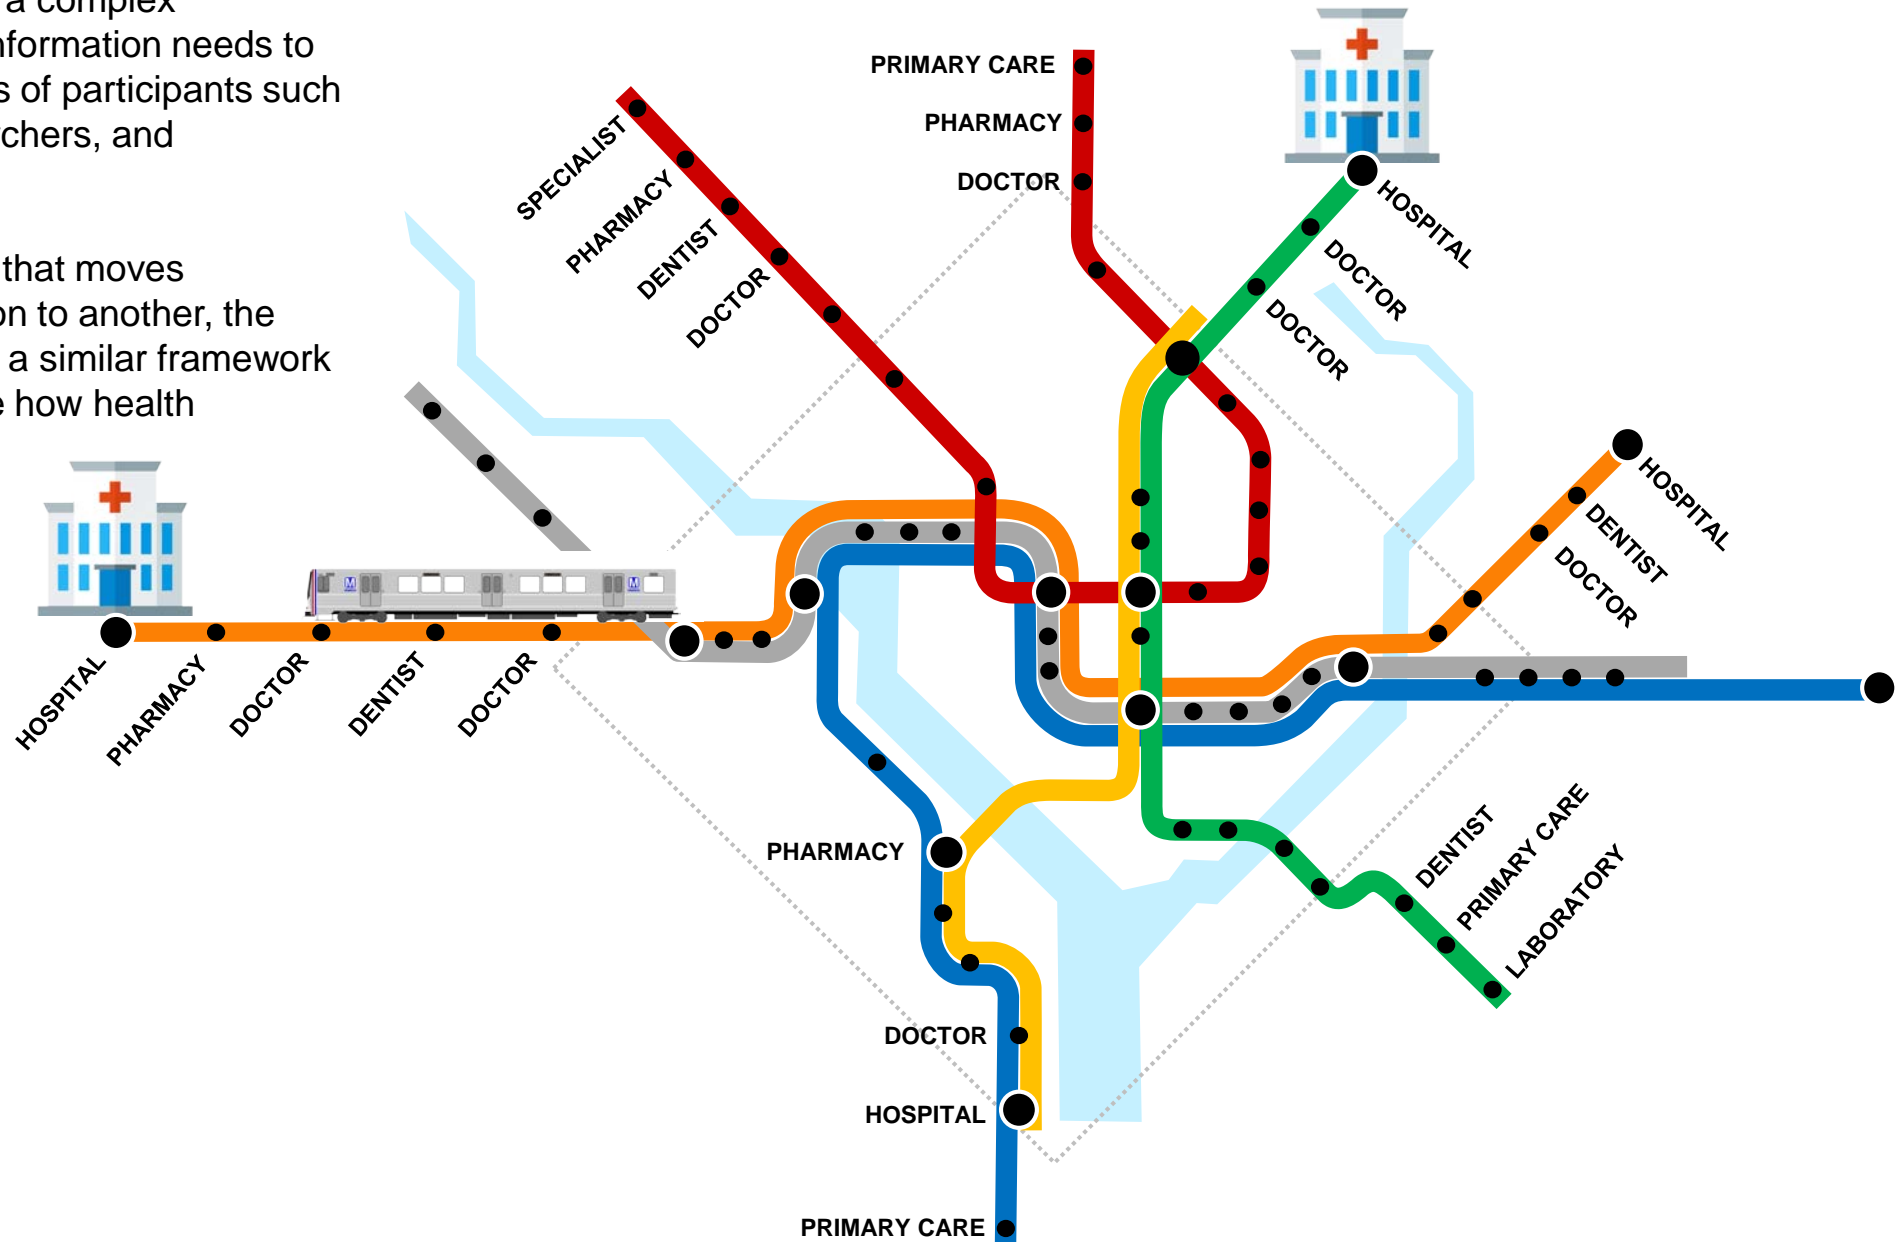 a complex
nformation needs to
s of participants such
rchers, and
that moves
on to another, the
a similar framework
e how health
PRIMARY CARE
PHARMACY
DOCTOR
SPECIALIST
PHARMACY
DENTIST
DOCTOR
HOSPITAL
DOCTOR
DOCTOR
HOSPITAL
DENTIST
DOCTOR
M
M
HOSPITAL
PHARMACY
DOCTOR
DENTIST
DOCTOR
PHARMACY
DENTIST
PRIMARY CARE
LABORATORY
DOCTOR
HOSPITAL
PRIMARY CARE